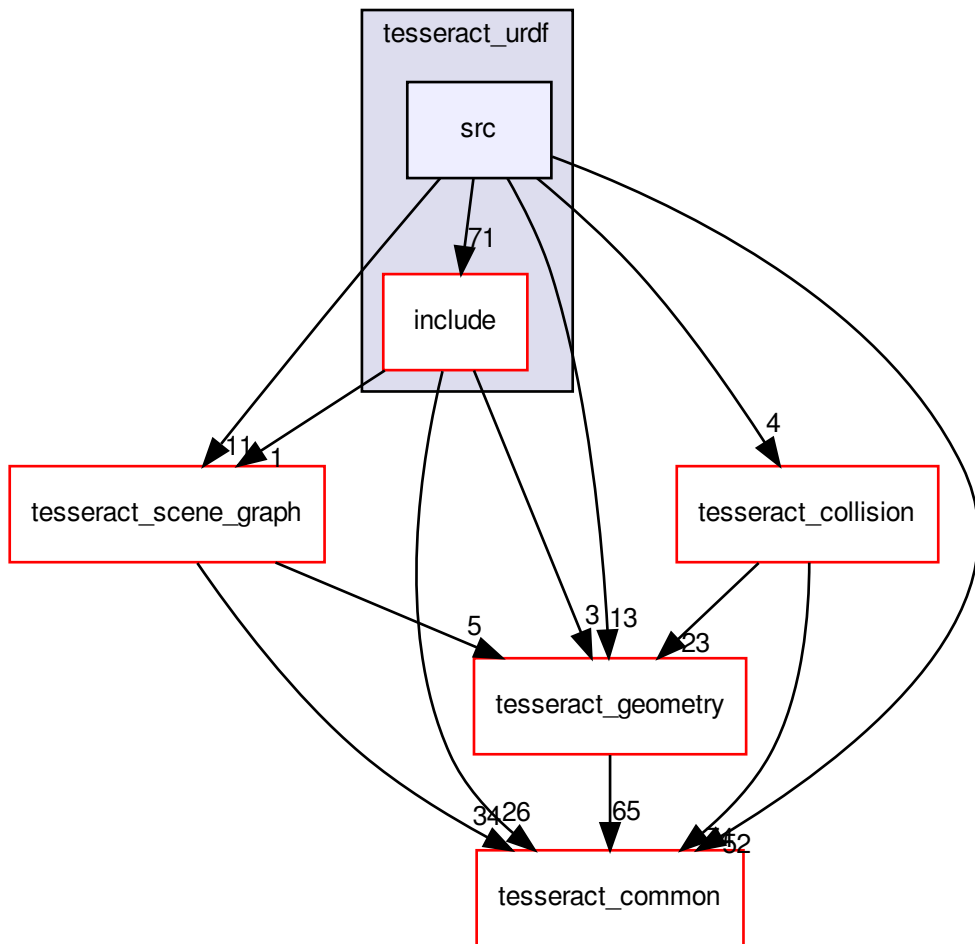 tesseract_urdf
src
71
include
11
1
4
tesseract_scene_graph
tesseract_collision
5
3
13
23
tesseract_geometry
34
26
65
52
tesseract_common